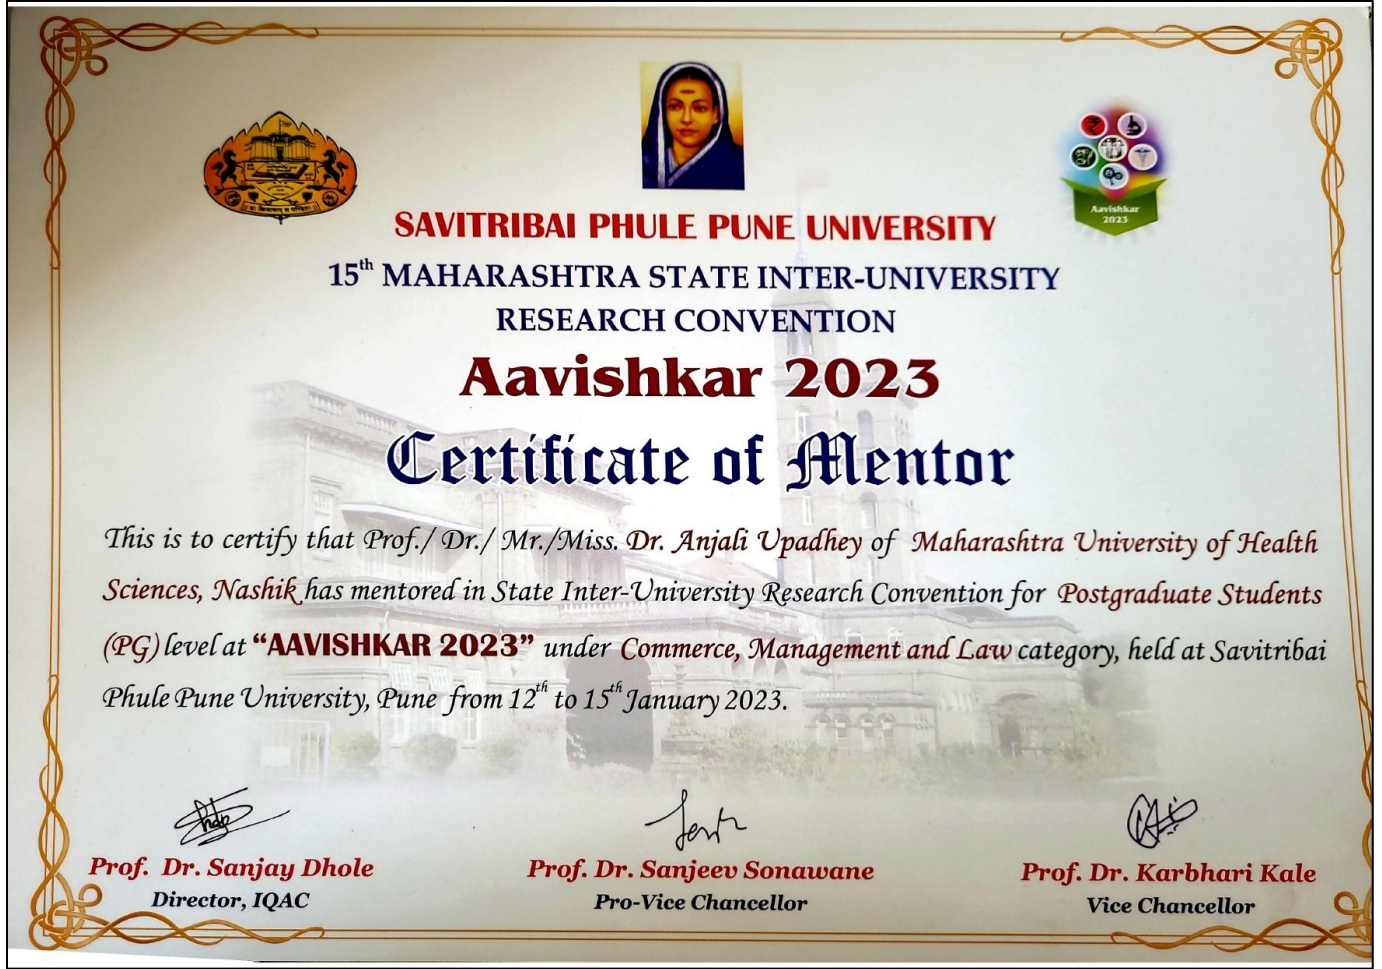 Aavishkar
2023
SAVITRIBAI PHULE PUNE UNIVERSITY
15th MAHARASHTRA STATE INTER-UNIVERSITY
RESEARCH CONVENTION
Aavishkar 2023
Certificate of Mentor
This is to certify that Prof./ Dr./ Mr./Miss. Dr. Anjali Upadhey of Maharashtra University of Health
Sciences, Nashik has mentored in State Inter-University Research Convention for Postgraduate Students
(PG) level at “AAVISHKAR 2023” under Commerce, Management and Law category, held at Savitribai
Phule Pune University, Pune from 12th to 15th January 2023.
Prof. Dr. Sanjay Dhole
Director, IQAC
Prof. Dr. Sanjeev Sonawane
Pro-Vice Chancellor
Prof. Dr. Karbhari Kale
Vice Chancellor